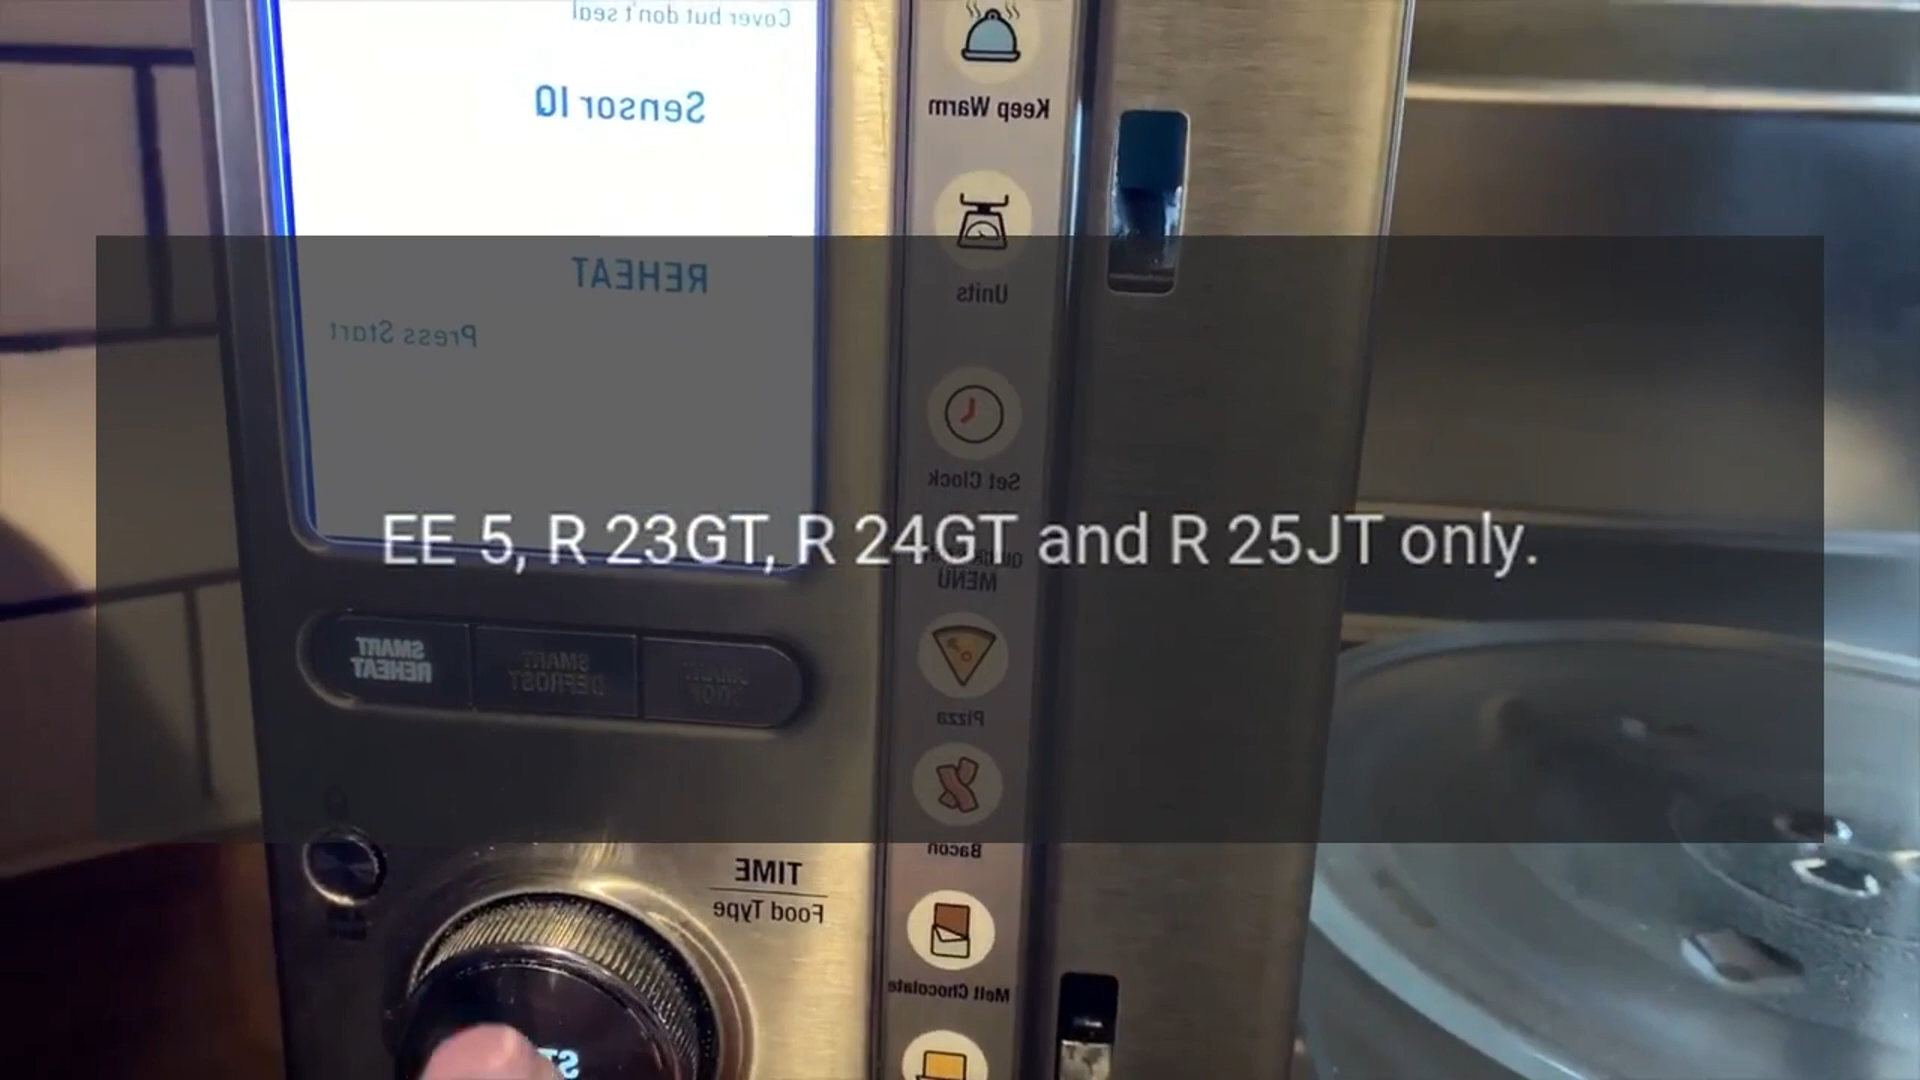 Cover but don't seal
Sensor IQ
REHEAT
Press Start
Keep Warm
Units
Set Clock
MENU
Pizza
Bacon
Melt Chocolate
EE 5, R 23GT, R 24GT and R 25JT only.
SMART
REHEAT
SMART
DEFROST
SMART
TIME
Food Type